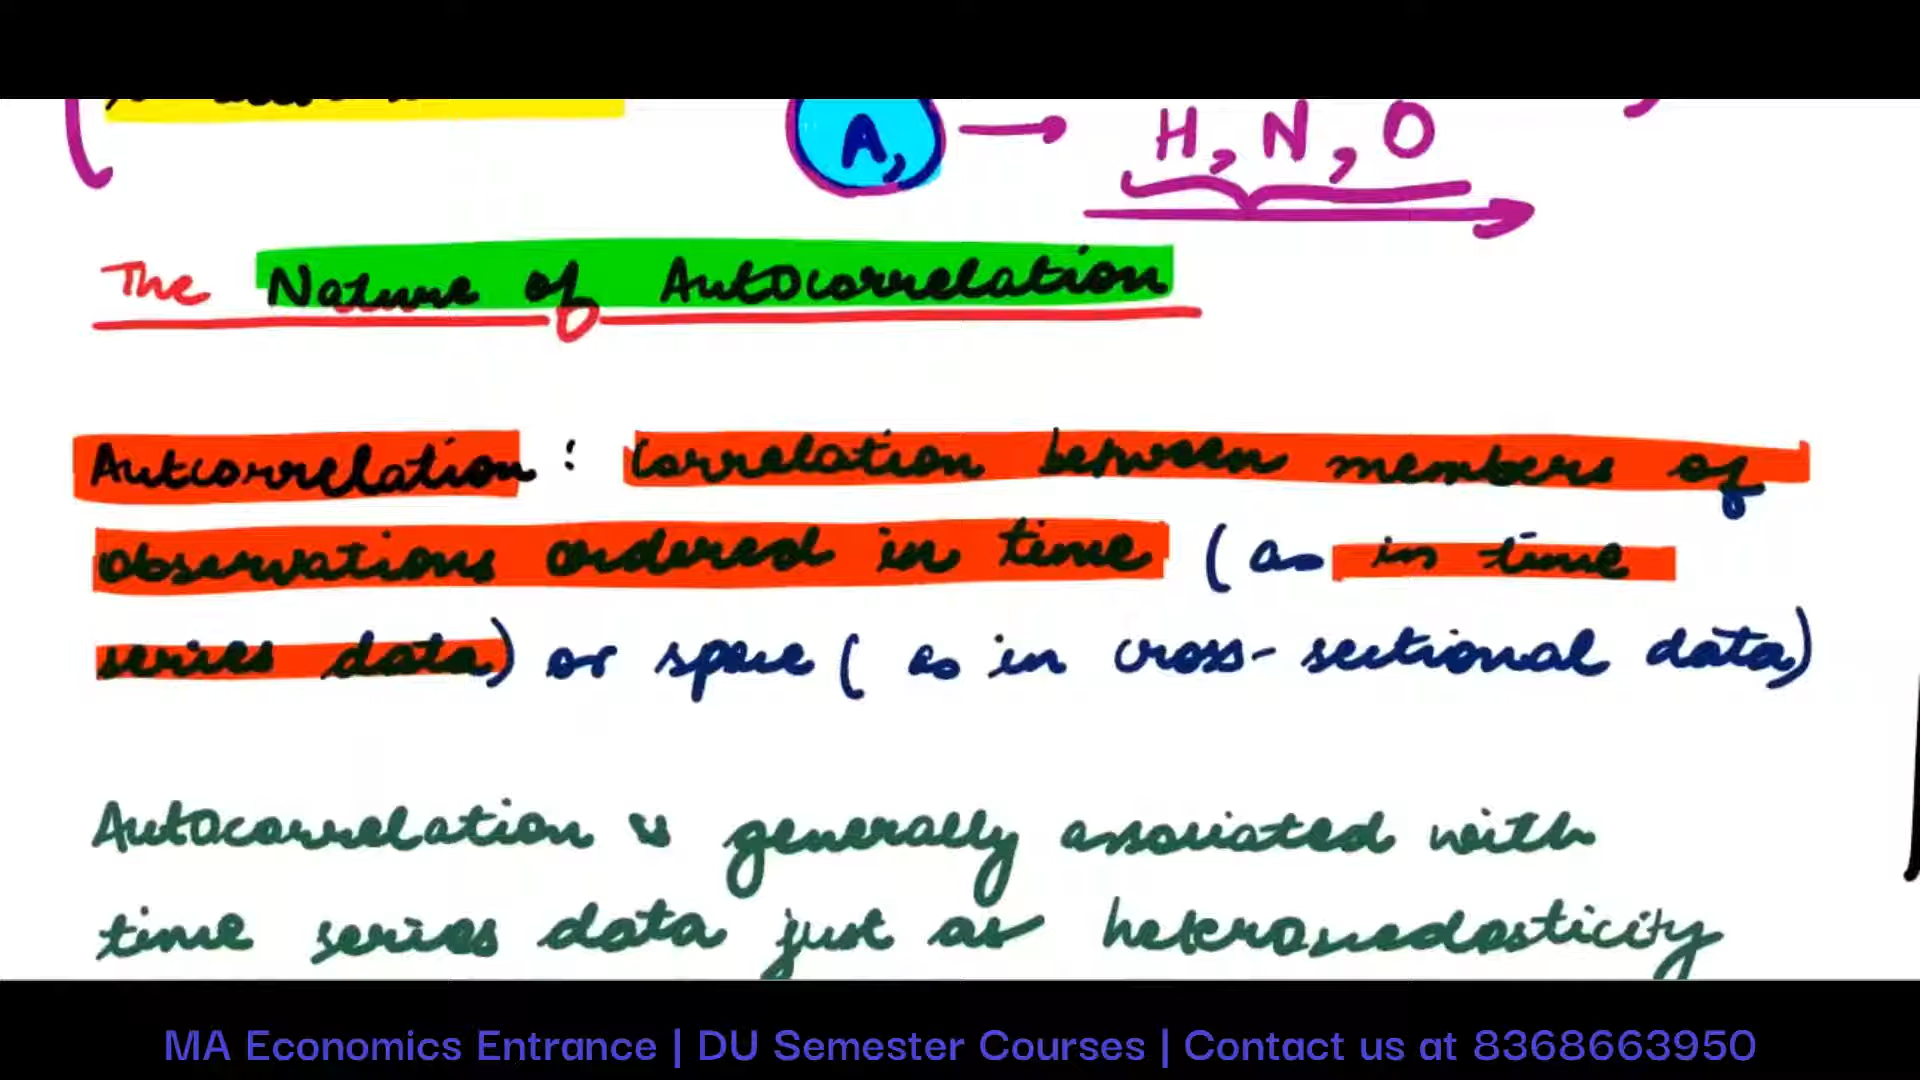 A, → H, N, O
The Nature of Autocorrelation
Autcorrelation : Correlation between members of
observations ordered in time ( as in time
series data) or space ( as in cross-sectional data)
Autocorrelation is generally associated with
time series data just as heteroscedasticity
MA Economics Entrance | DU Semester Courses | Contact us at 8368663950